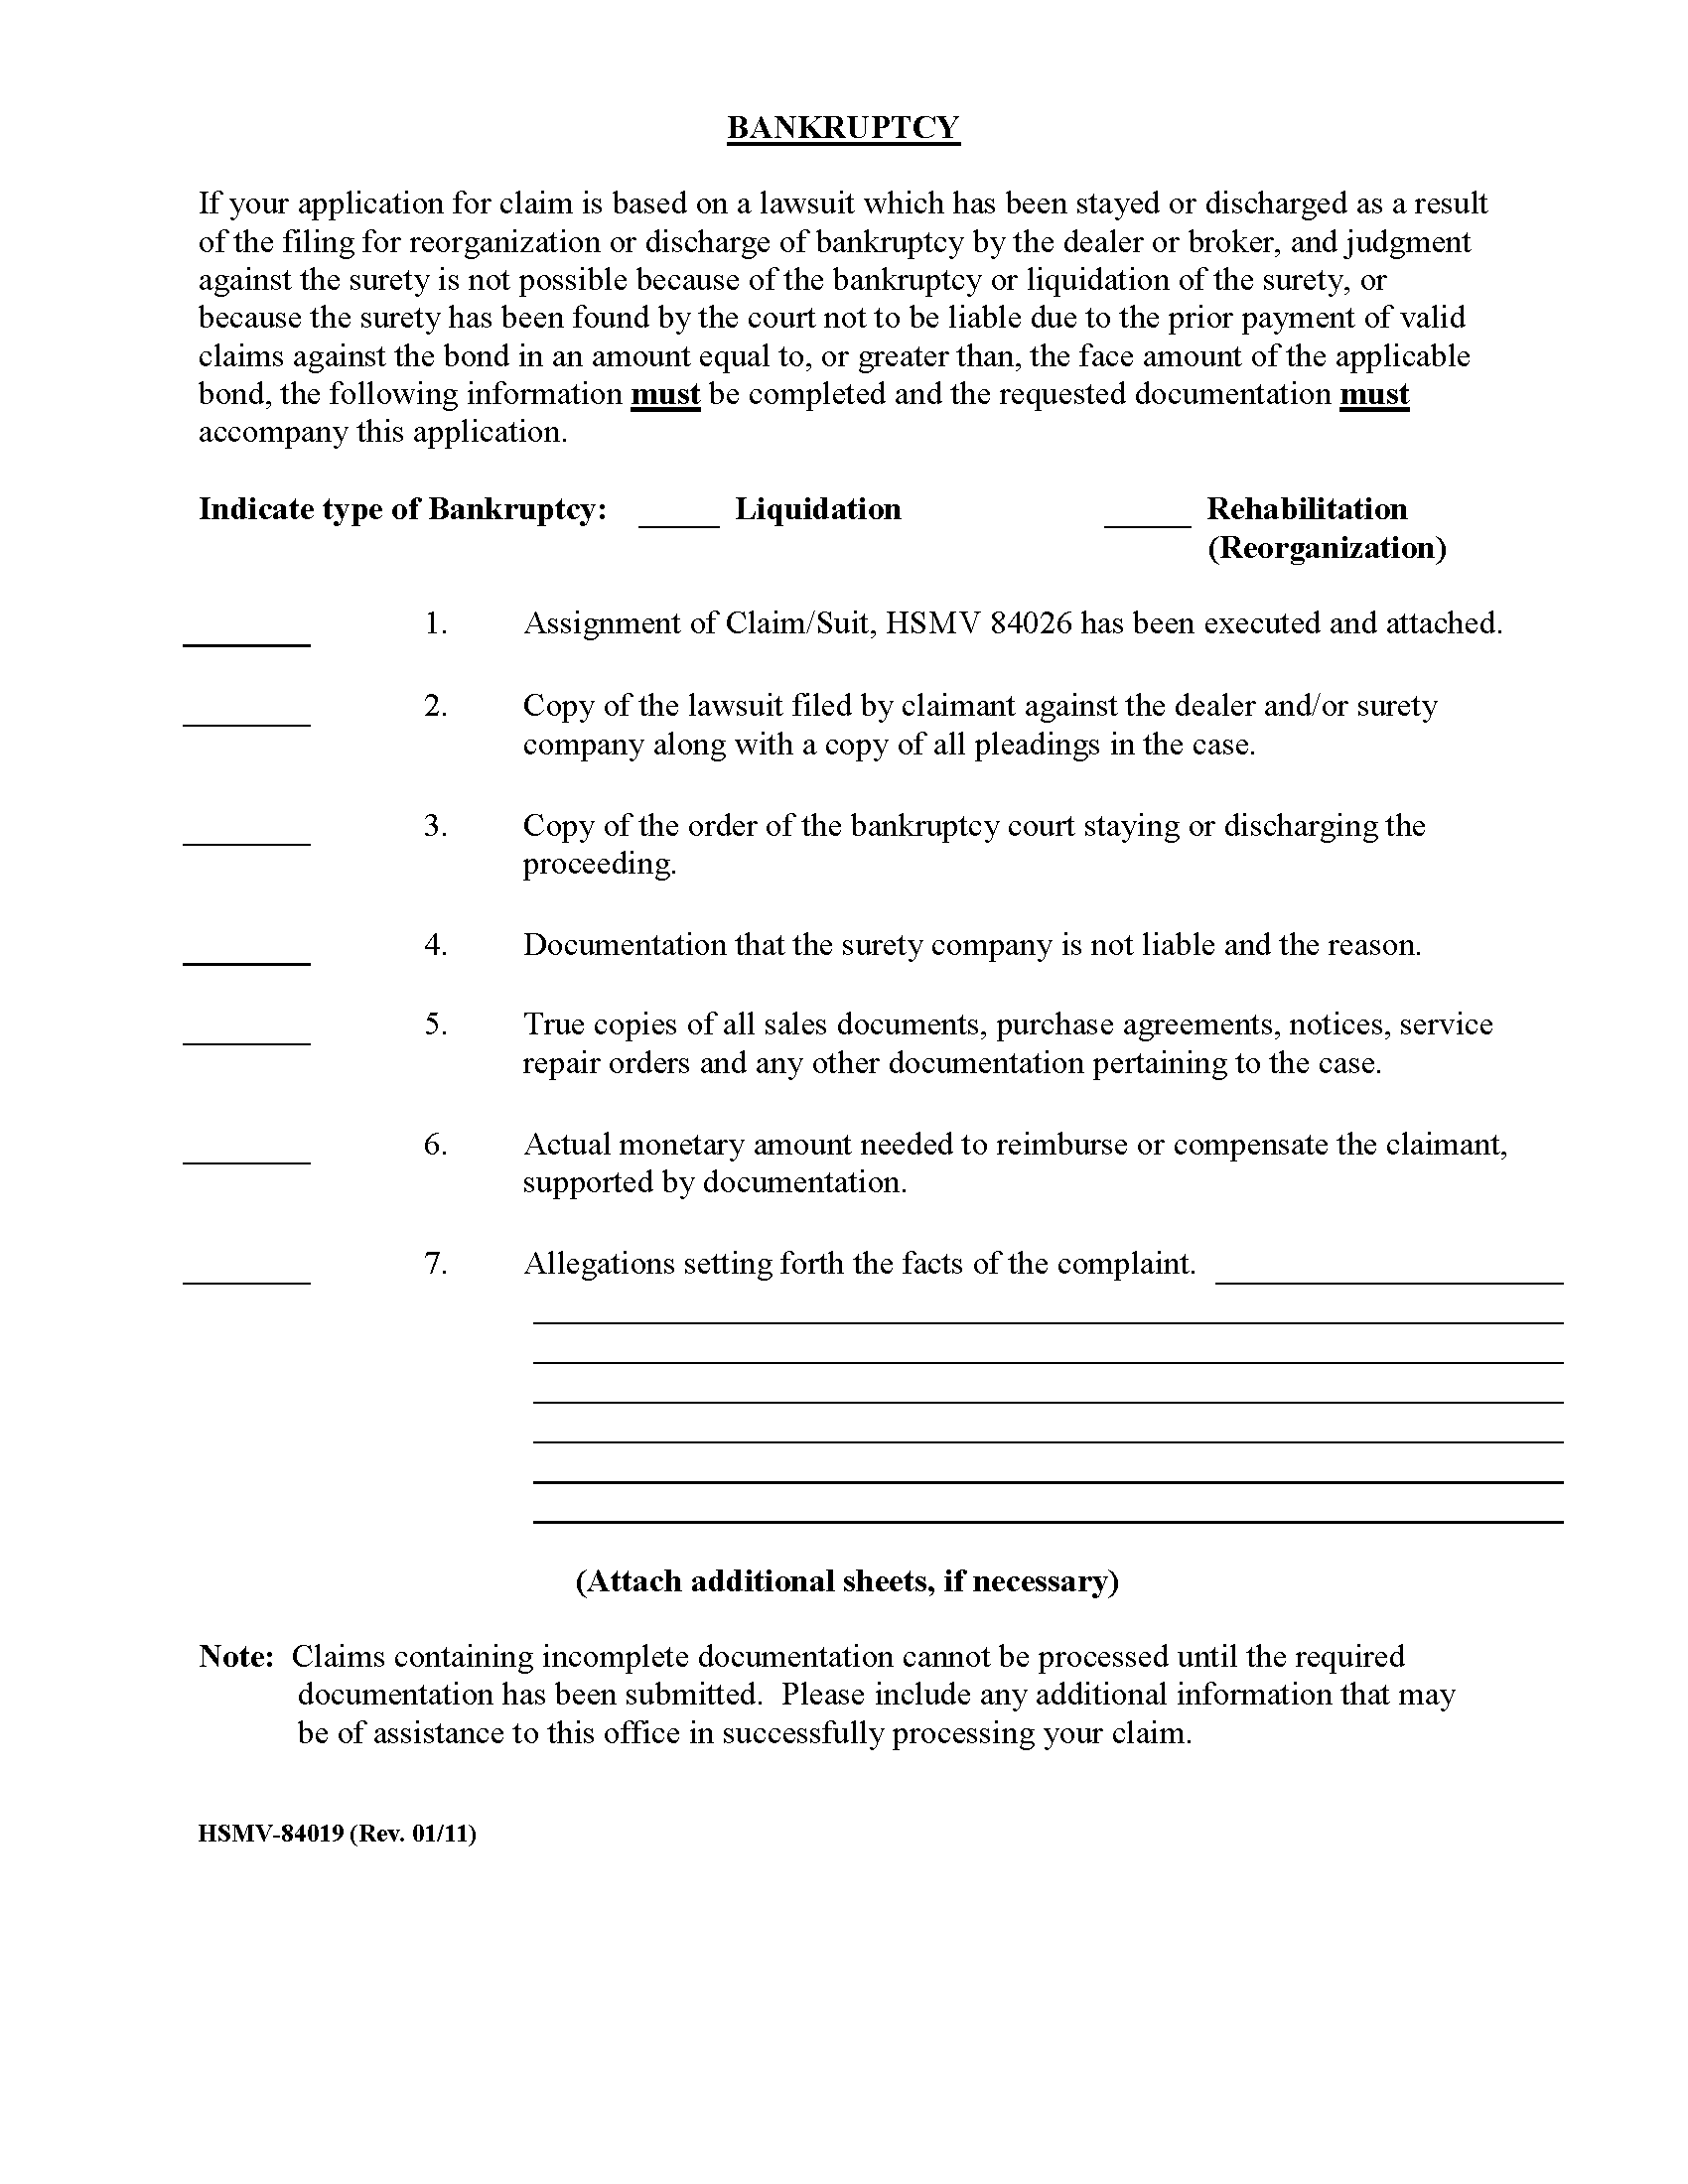 BANKRUPTCY
If your application for claim is based on a lawsuit which has been stayed or discharged as a result
of the filing for reorganization or discharge of bankruptcy by the dealer or broker, and judgment
against the surety is not possible because of the bankruptcy or liquidation of the surety, or
because the surety has been found by the court not to be liable due to the prior payment of valid
claims against the bond in an amount equal to, or greater than, the face amount of the applicable
bond, the following information must be completed and the requested documentation must
accompany this application.
Indicate type of Bankruptcy: _____ Liquidation _____ Rehabilitation
(Reorganization)
________ 1. Assignment of Claim/Suit, HSMV 84026 has been executed and attached.
________ 2. Copy of the lawsuit filed by claimant against the dealer and/or surety
company along with a copy of all pleadings in the case.
________ 3. Copy of the order of the bankruptcy court staying or discharging the
proceeding.
________ 4. Documentation that the surety company is not liable and the reason.
________ 5. True copies of all sales documents, purchase agreements, notices, service
repair orders and any other documentation pertaining to the case.
________ 6. Actual monetary amount needed to reimburse or compensate the claimant,
supported by documentation.
________ 7. Allegations setting forth the facts of the complaint. ______________________
(Attach additional sheets, if necessary)
Note: Claims containing incomplete documentation cannot be processed until the required
documentation has been submitted. Please include any additional information that may
be of assistance to this office in successfully processing your claim.
HSMV-84019 (Rev. 01/11)